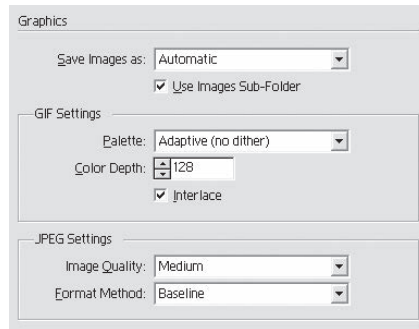 Graphics
Save Images as: Automatic
Use Images Sub-Folder
GIF Settings
Palette: Adaptive (no dither)
Color Depth: 128
Interlace
JPEG Settings
Image Quality: Medium
Format Method: Baseline